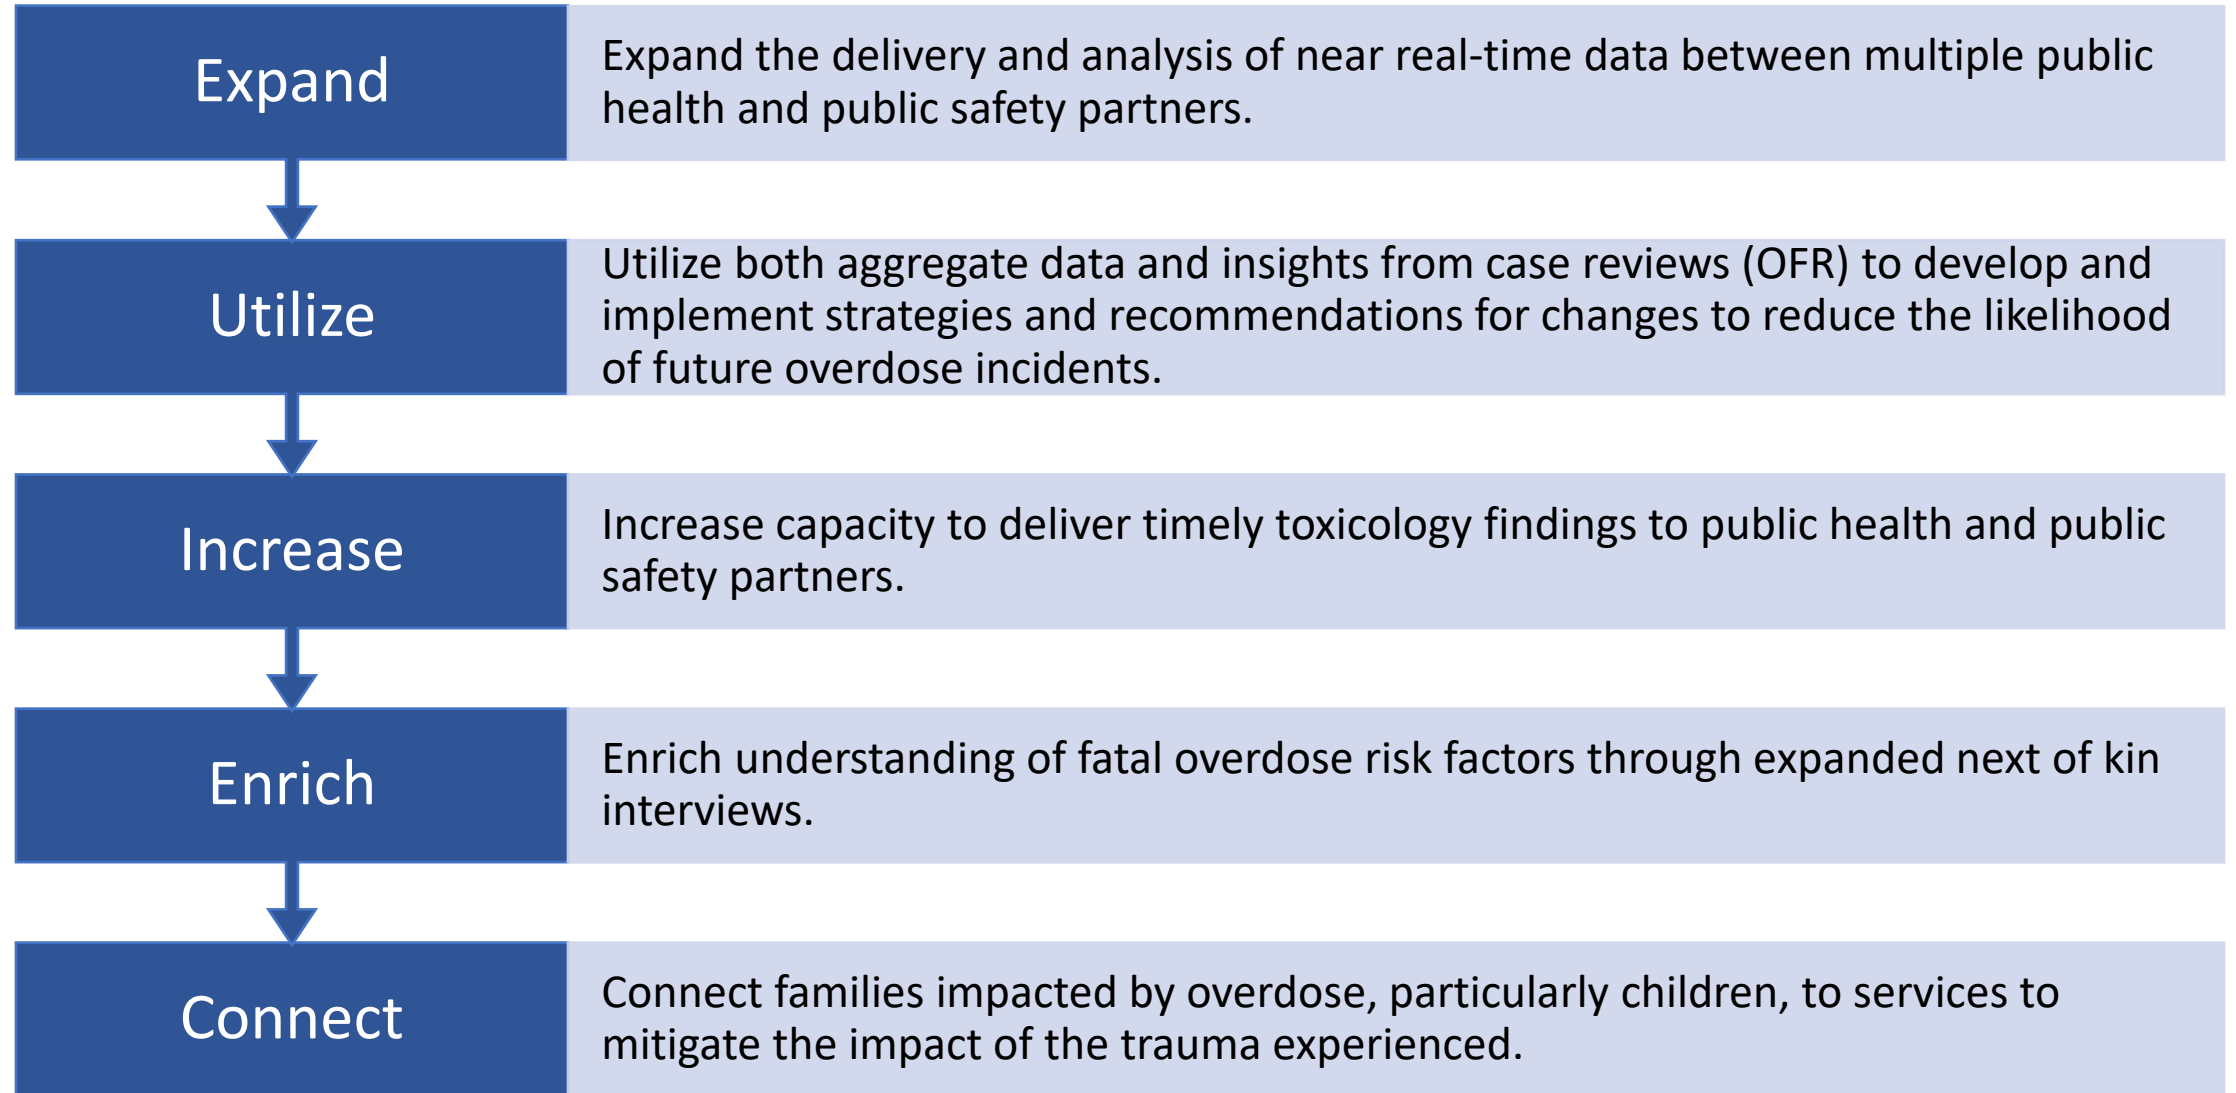 Expand
Expand the delivery and analysis of near real-time data between multiple public
health and public safety partners.
Utilize
Utilize both aggregate data and insights from case reviews (OFR) to develop and
implement strategies and recommendations for changes to reduce the likelihood
of future overdose incidents.
Increase
Increase capacity to deliver timely toxicology findings to public health and public
safety partners.
Enrich
Enrich understanding of fatal overdose risk factors through expanded next of kin
interviews.
Connect
Connect families impacted by overdose, particularly children, to services to
mitigate the impact of the trauma experienced.